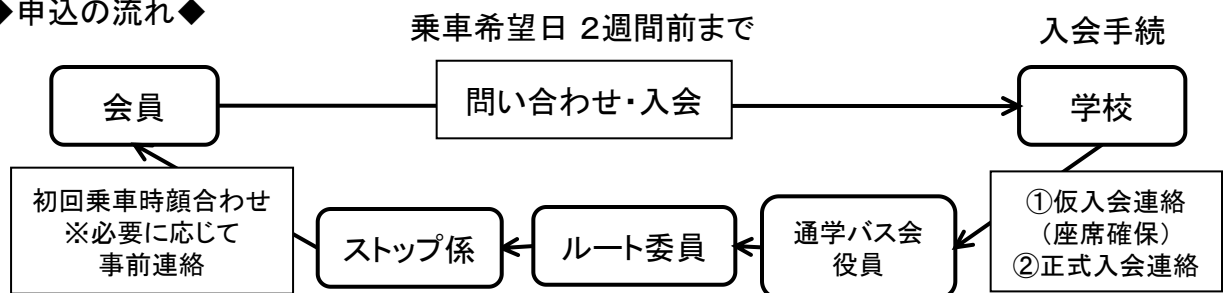 ◆申込の流れ◆
乗車希望日 2週間前まで
入会手続
会員
問い合わせ・入会
学校
初回乗車時顔合わせ
※必要に応じて
事前連絡
ストップ係
ルート委員
通学バス会
役員
①仮入会連絡
（座席確保）
②正式入会連絡